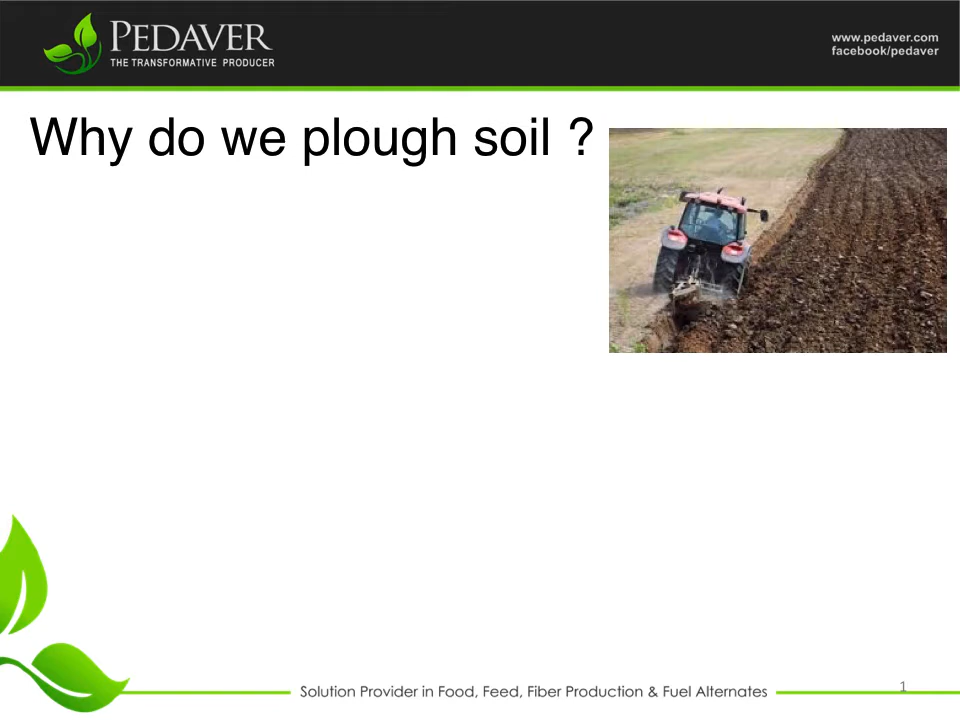 PEDAVER
THE TRANSFORMATIVE PRODUCER
www.pedaver.com
facebook/pedaver
Why do we plough soil ?
Solution Provider in Food, Feed, Fiber Production & Fuel Alternates
1